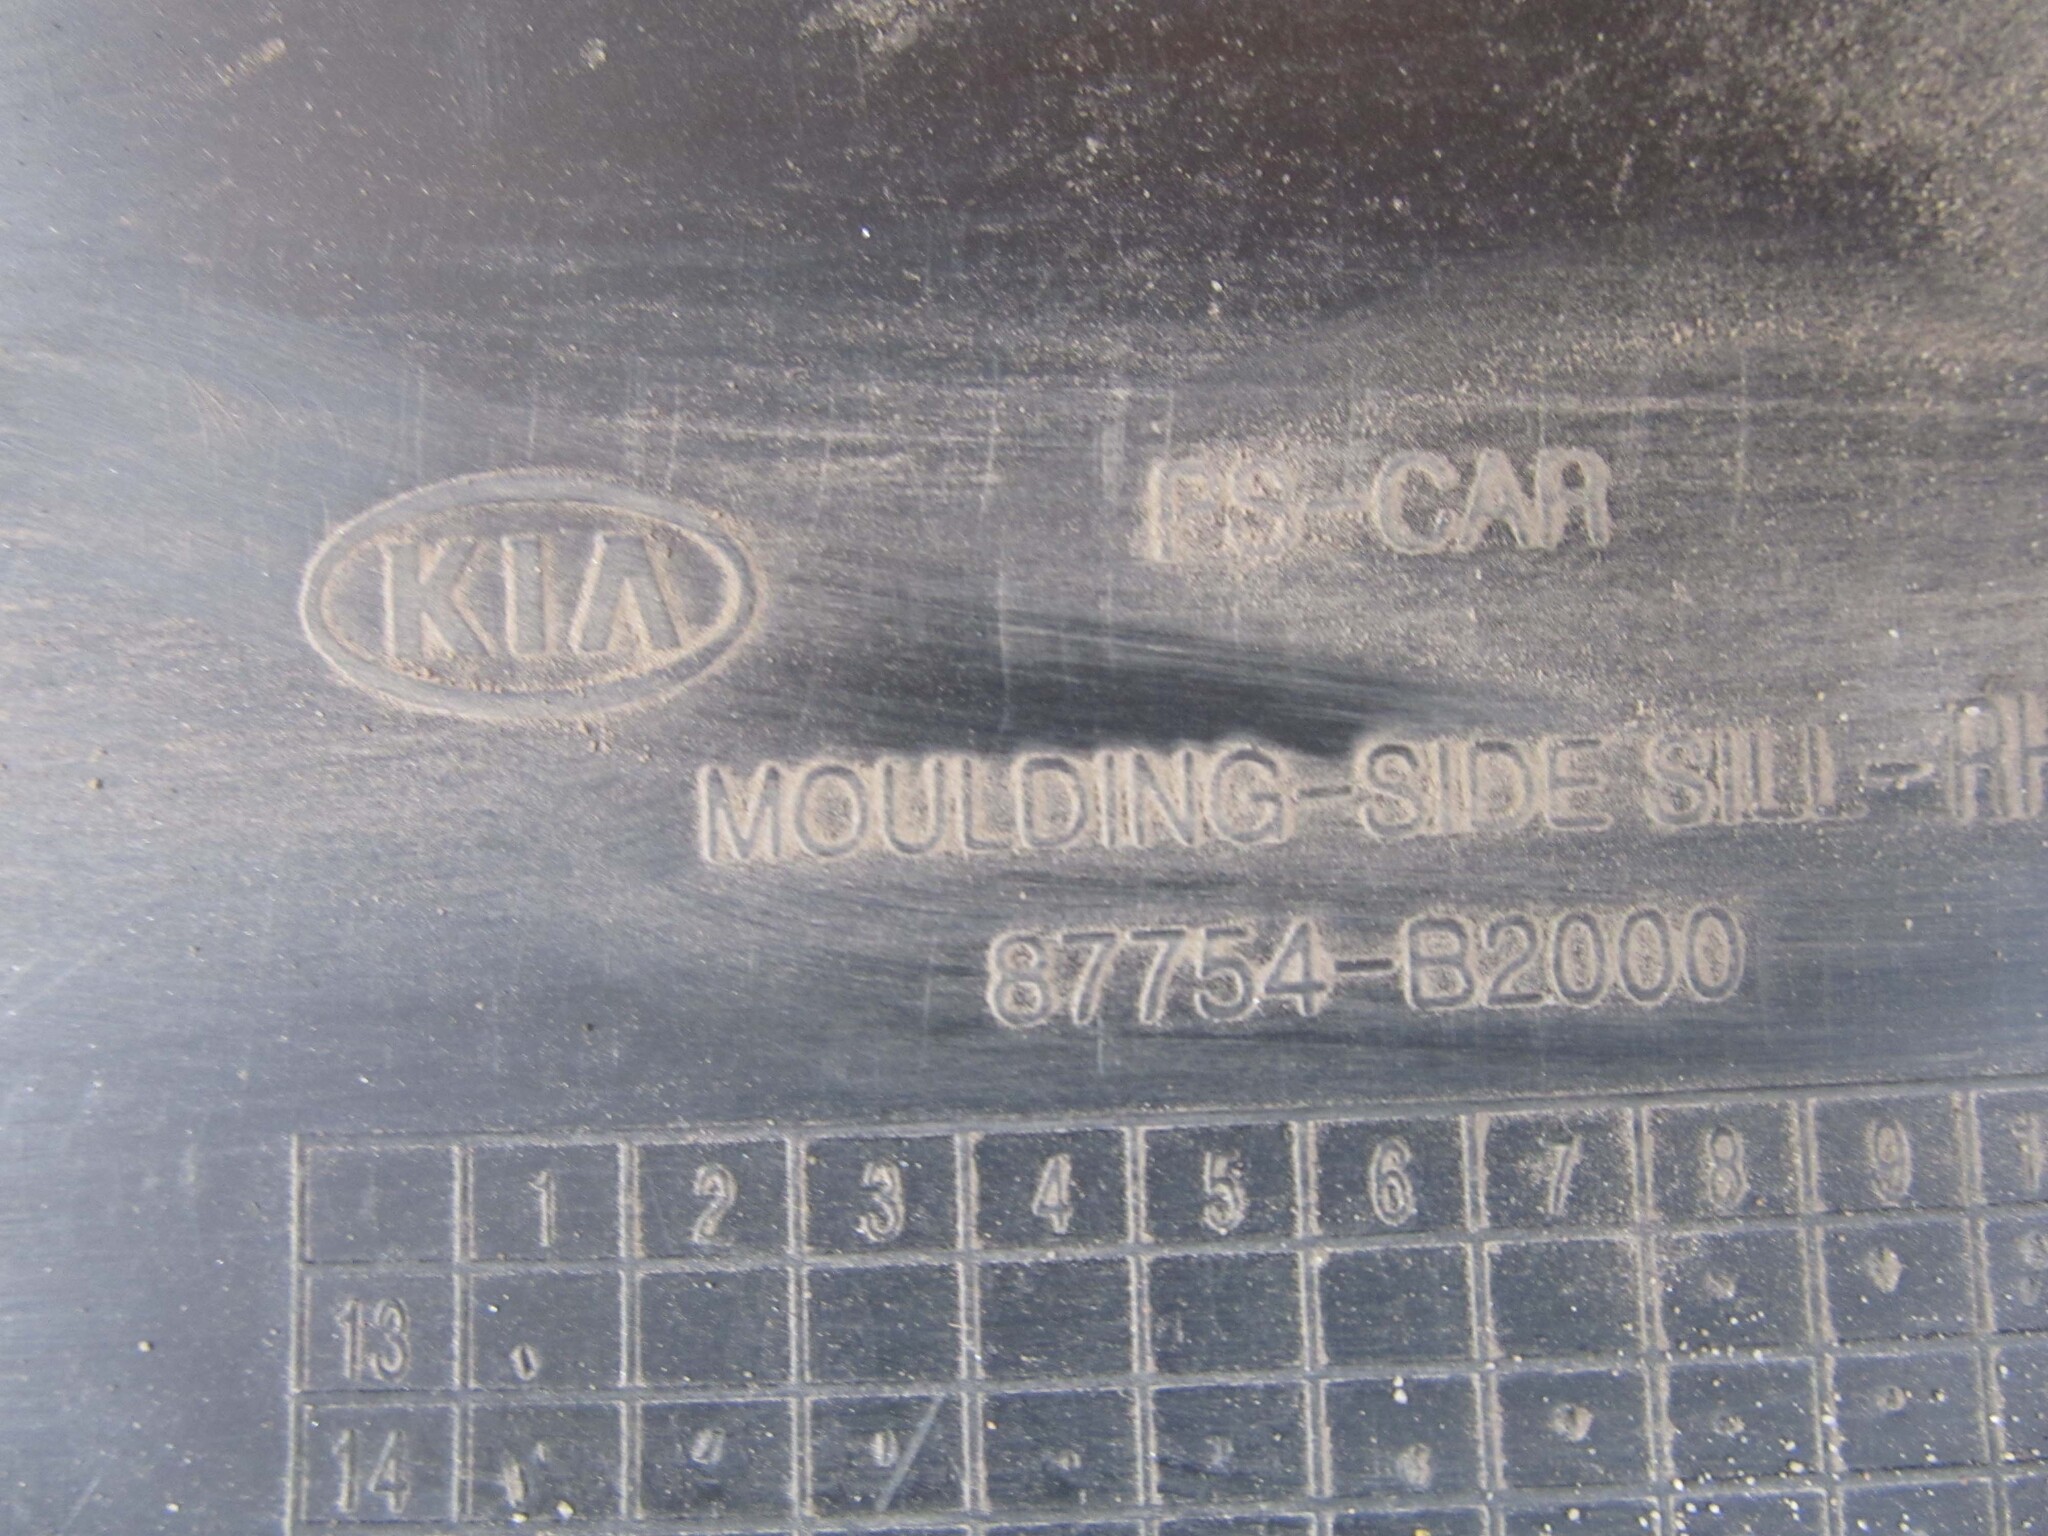 KIA
PS-CAR
MOULDING-SIDE SILL-RH
87754-B2000
1 2 3 4 5 6 7 8 9
13
14